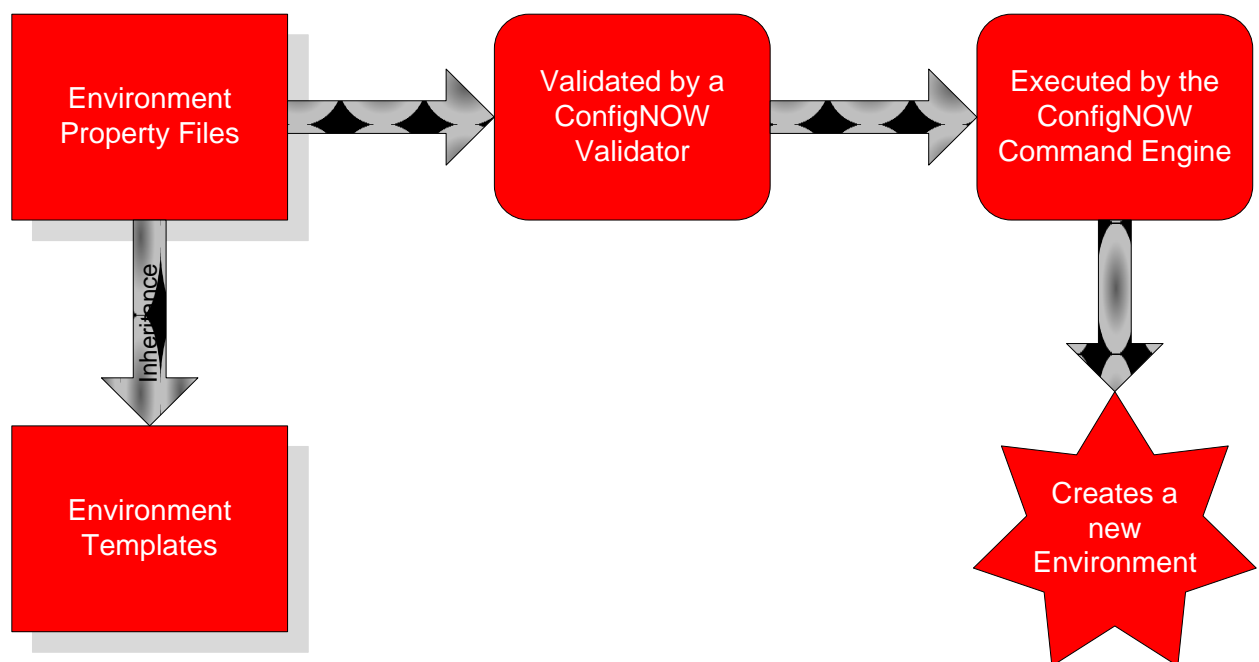 Environment
Property Files
Validated by a
ConfigNOW
Validator
Executed by the
ConfigNOW
Command Engine
Inheritance
Environment
Templates
Creates a
new
Environment